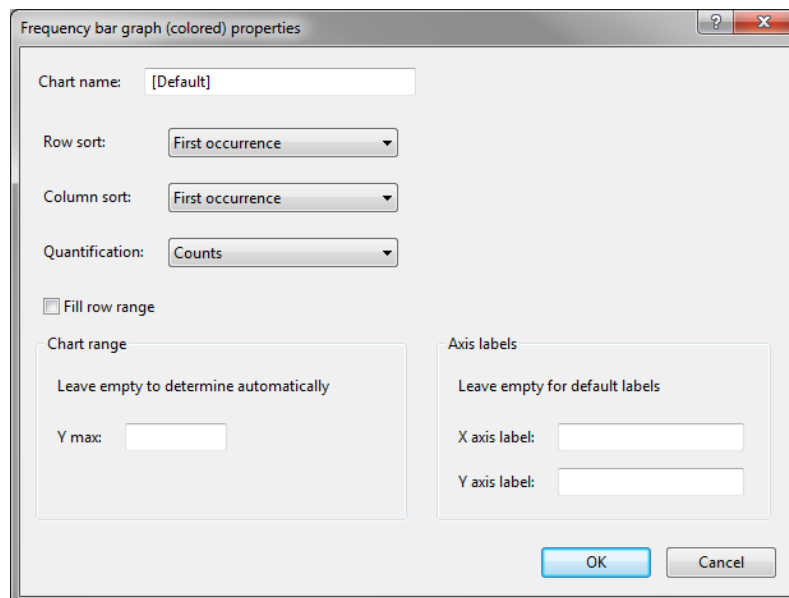 Frequency bar graph (colored) properties
?
Chart name: [Default]
Row sort: First occurrence
Column sort: First occurrence
Quantification: Counts
Fill row range
Chart range
Leave empty to determine automatically
Y max:
Axis labels
Leave empty for default labels
X axis label:
Y axis label:
OK Cancel